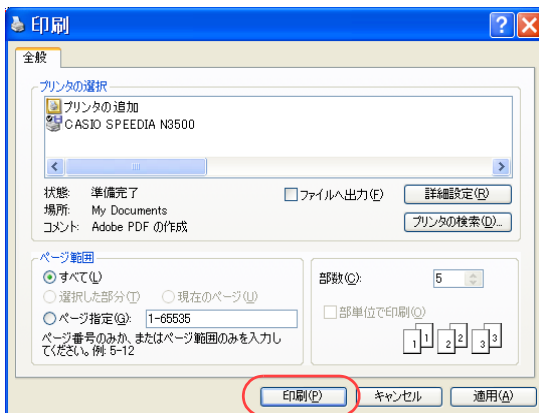 印刷
全般
プリンタの選択
プリンタの追加
CASIO SPEEDIA N3500
状態: 準備完了
場所: My Documents
コメント: Adobe PDF の作成
ファイルへ出力(F)
詳細設定(R)
プリンタの検索(D)...
ページ範囲
すべて(L)
選択した部分(T) 現在のページ(U)
ページ指定(G): 1-65535
ページ番号のみか、またはページ範囲のみを入力し
てください。例: 5-12
部数(C): 5
部単位で印刷(O)
1 1 2 2 3 3
印刷(P) キャンセル 適用(A)